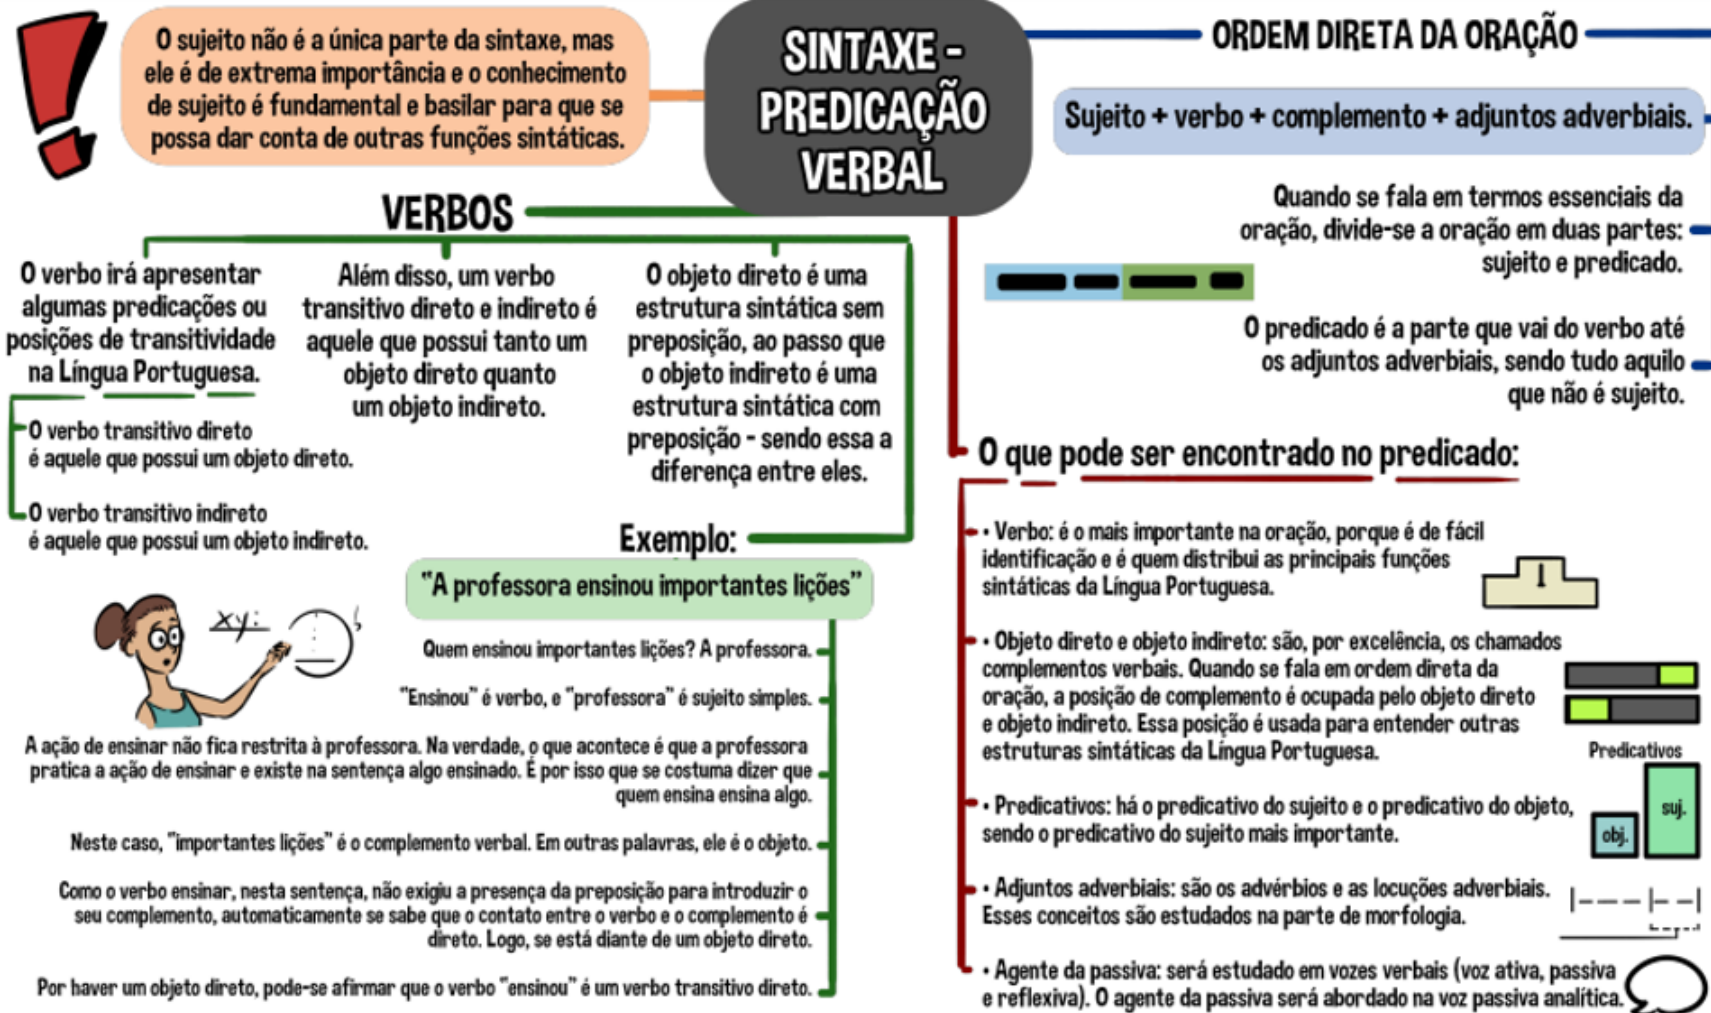 O sujeito não é a única parte da sintaxe, mas
ele é de extrema importância e o conhecimento
de sujeito é fundamental e basilar para que se
possa dar conta de outras funções sintáticas.
SINTAXE -
PREDICAÇÃO
VERBAL
ORDEM DIRETA DA ORAÇÃO
Sujeito + verbo + complemento + adjuntos adverbiais.
Quando se fala em termos essenciais da
oração, divide-se a oração em duas partes:
sujeito e predicado.
O predicado é a parte que vai do verbo até
os adjuntos adverbiais, sendo tudo aquilo
que não é sujeito.
VERBOS
O verbo irá apresentar
algumas predicações ou
posições de transitividade
na Língua Portuguesa.
O verbo transitivo direto
é aquele que possui um objeto direto.
O verbo transitivo indireto
é aquele que possui um objeto indireto.
Além disso, um verbo
transitivo direto e indireto é
aquele que possui tanto um
objeto direto quanto
um objeto indireto.
O objeto direto é uma
estrutura sintática sem
preposição, ao passo que
o objeto indireto é uma
estrutura sintática com
preposição - sendo essa a
diferença entre eles.
Exemplo:
"A professora ensinou importantes lições"
xy:
Quem ensinou importantes lições? A professora.
"Ensinou" é verbo, e "professora" é sujeito simples.
A ação de ensinar não fica restrita à professora. Na verdade, o que acontece é que a professora
pratica a ação de ensinar e existe na sentença algo ensinado. É por isso que se costuma dizer que
quem ensina ensina algo.
Neste caso, "importantes lições" é o complemento verbal. Em outras palavras, ele é o objeto.
Como o verbo ensinar, nesta sentença, não exigiu a presença da preposição para introduzir o
seu complemento, automaticamente se sabe que o contato entre o verbo e o complemento é
direto. Logo, se está diante de um objeto direto.
Por haver um objeto direto, pode-se afirmar que o verbo "ensinou" é um verbo transitivo direto.
O que pode ser encontrado no predicado:
• Verbo: é o mais importante na oração, porque é de fácil
identificação e é quem distribui as principais funções
sintáticas da Língua Portuguesa.
1
• Objeto direto e objeto indireto: são, por excelência, os chamados
complementos verbais. Quando se fala em ordem direta da
oração, a posição de complemento é ocupada pelo objeto direto
e objeto indireto. Essa posição é usada para entender outras
estruturas sintáticas da Língua Portuguesa.
Predicativos
• Predicativos: há o predicativo do sujeito e o predicativo do objeto,
sendo o predicativo do sujeito mais importante.
suj.
obj.
• Adjuntos adverbiais: são os advérbios e as locuções adverbiais.
Esses conceitos são estudados na parte de morfologia.
• Agente da passiva: será estudado em vozes verbais (voz ativa, passiva
e reflexiva). O agente da passiva será abordado na voz passiva analítica.